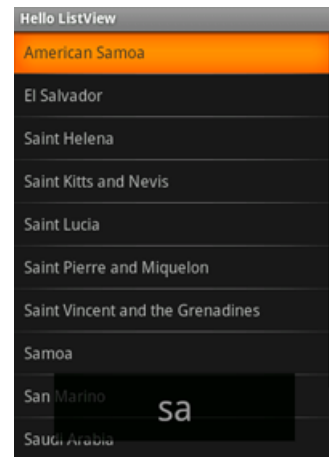 Hello ListView
American Samoa
El Salvador
Saint Helena
Saint Kitts and Nevis
Saint Lucia
Saint Pierre and Miquelon
Saint Vincent and the Grenadines
Samoa
San Marino
sa
Saudi Arabia